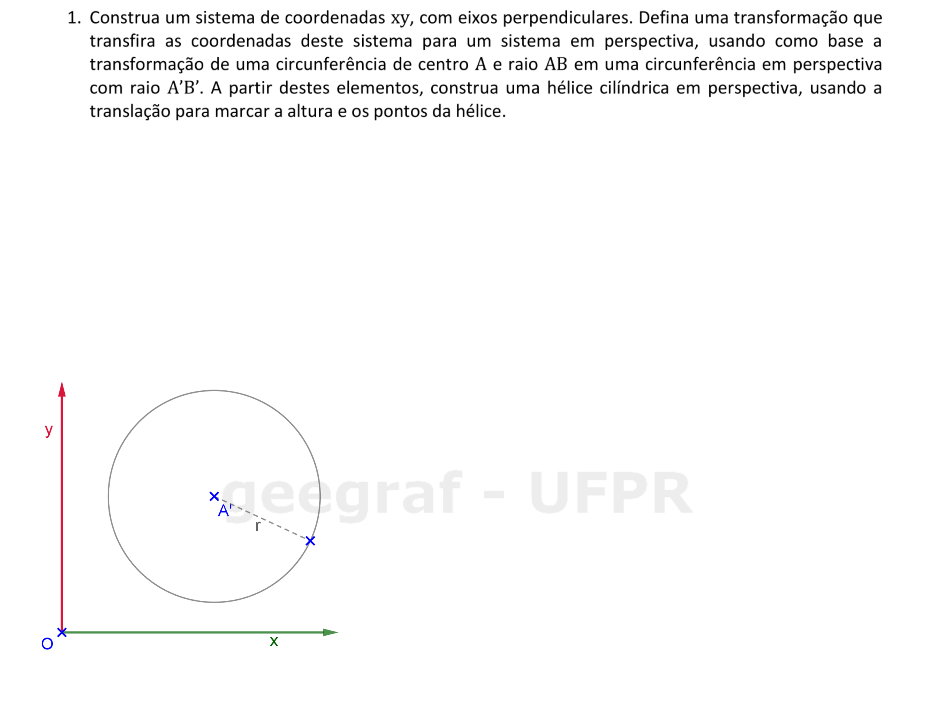 1. Construa um sistema de coordenadas xy, com eixos perpendiculares. Defina uma transformação que
transfira as coordenadas deste sistema para um sistema em perspectiva, usando como base a
transformação de uma circunferência de centro A e raio AB em uma circunferência em perspectiva
com raio A’B’. A partir destes elementos, construa uma hélice cilíndrica em perspectiva, usando a
translação para marcar a altura e os pontos da hélice.
y
geegraf - UFPR
A'
r
O
x